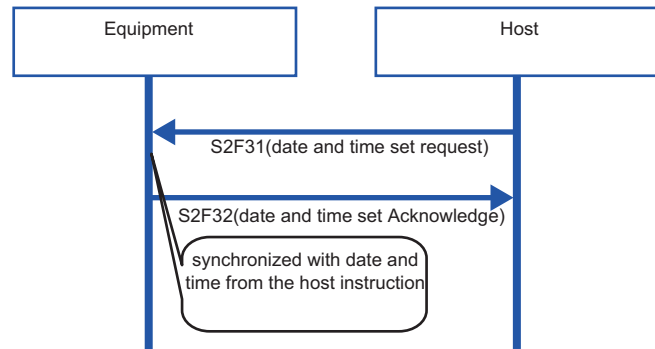 Equipment
Host
S2F31(date and time set request)
S2F32(date and time set Acknowledge)
synchronized with date and
time from the host instruction